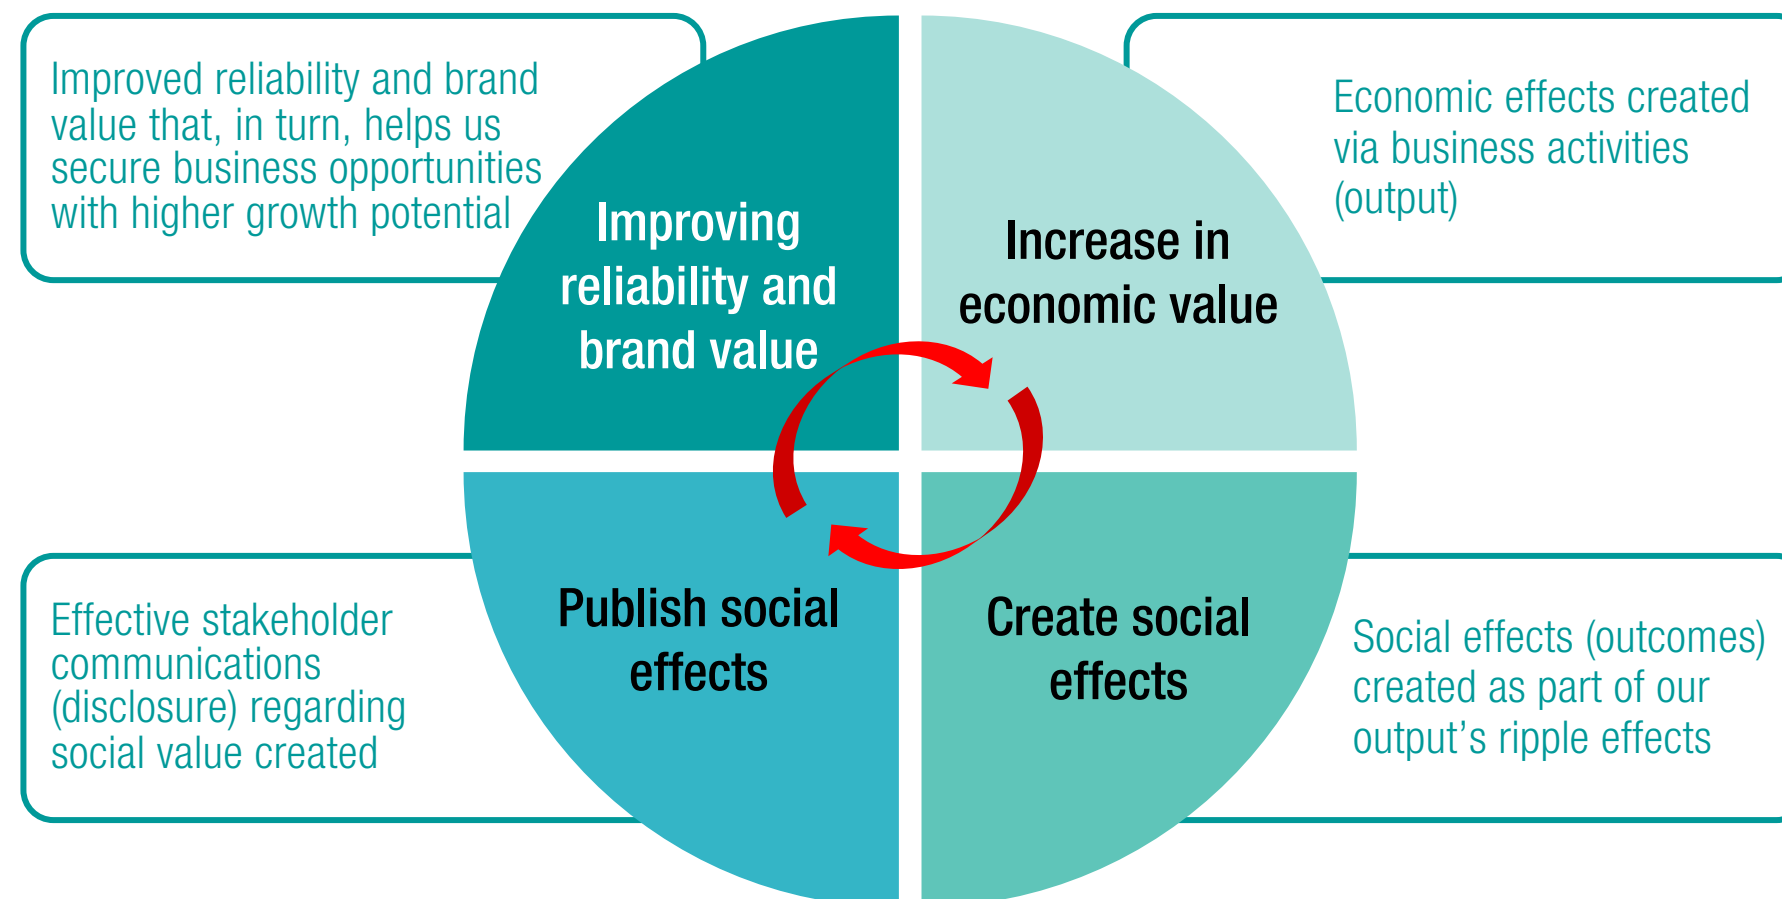 Improved reliability and brand
value that, in turn, helps us
secure business opportunities
with higher growth potential
Improving
reliability and
brand value
Increase in
economic value
Economic effects created
via business activities
(output)
Effective stakeholder
communications
(disclosure) regarding
social value created
Publish social
effects
Create social
effects
Social effects (outcomes)
created as part of our
output’s ripple effects